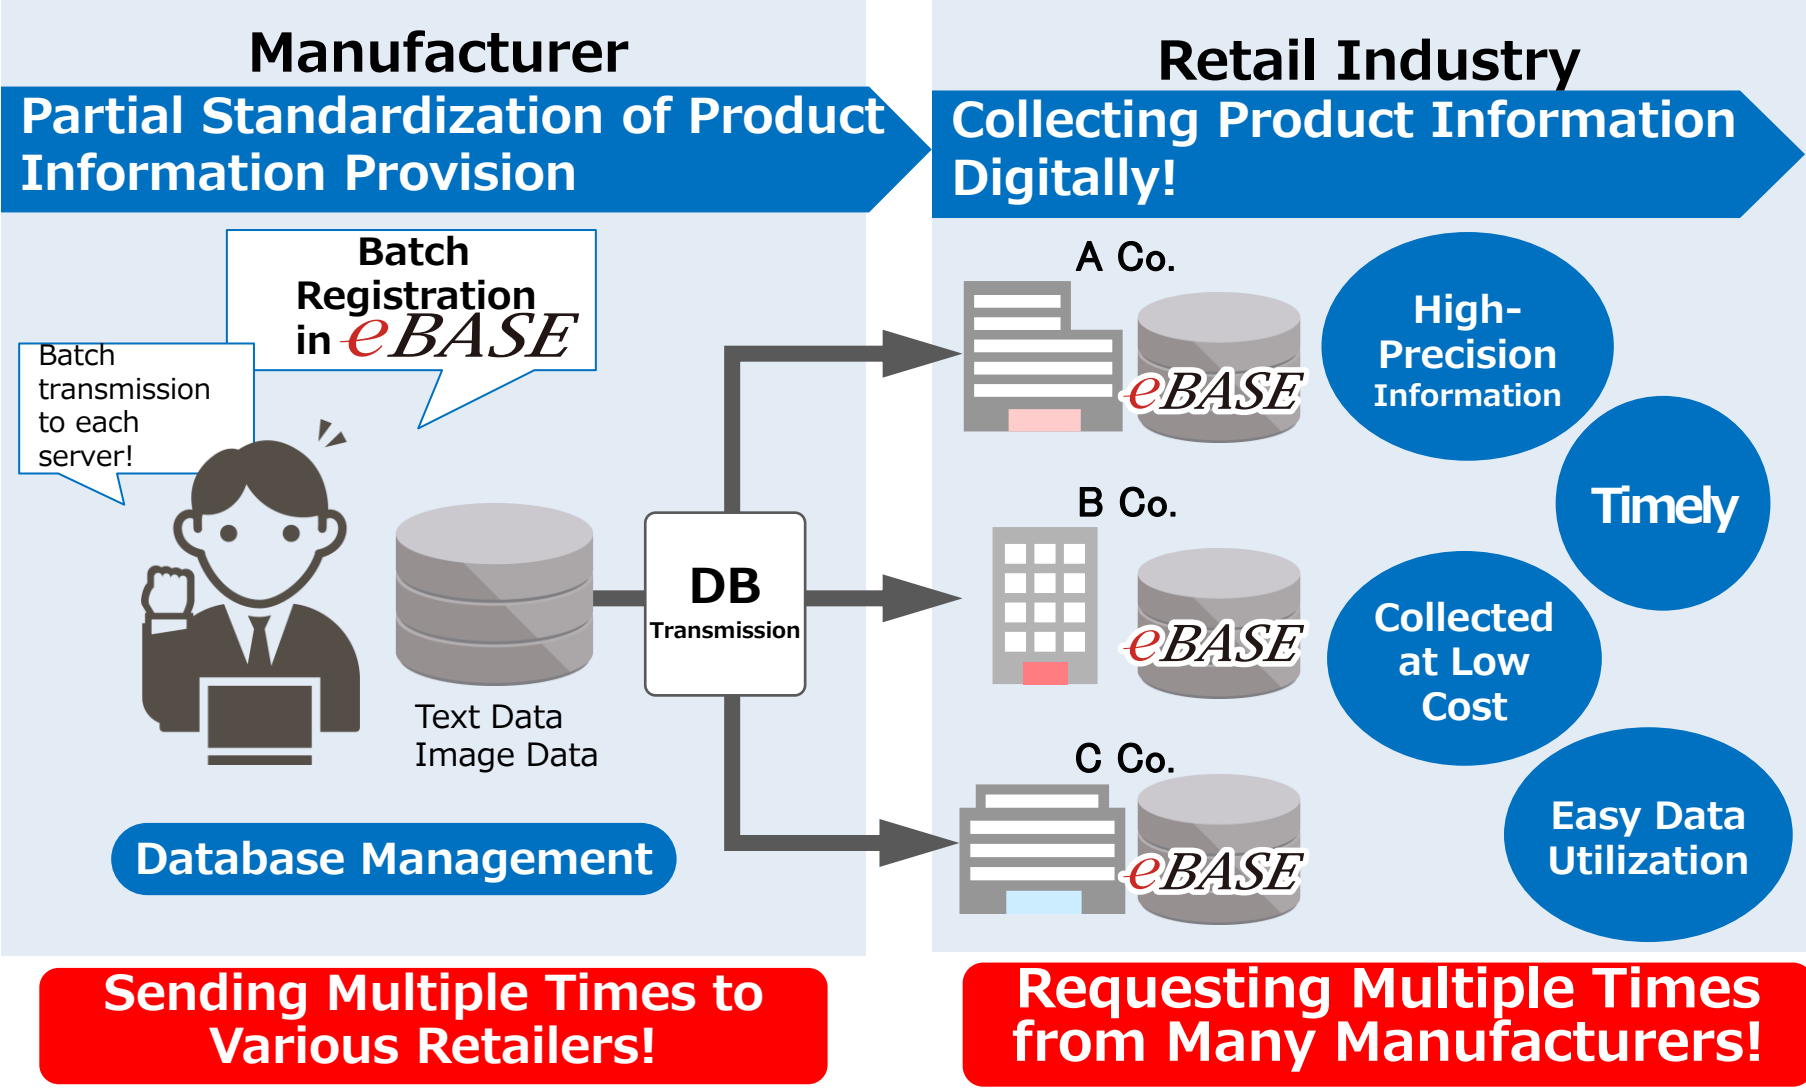 Manufacturer
Partial Standardization of Product
Information Provision
Batch
Registration
in eBASE
Batch
transmission
to each
server!
Text Data
Image Data
DB
Transmission
Database Management
Sending Multiple Times to
Various Retailers!
Retail Industry
Collecting Product Information
Digitally!
A Co.
eBASE
B Co.
eBASE
C Co.
eBASE
High-
Precision
Information
Timely
Collected
at Low
Cost
Easy Data
Utilization
Requesting Multiple Times
from Many Manufacturers!